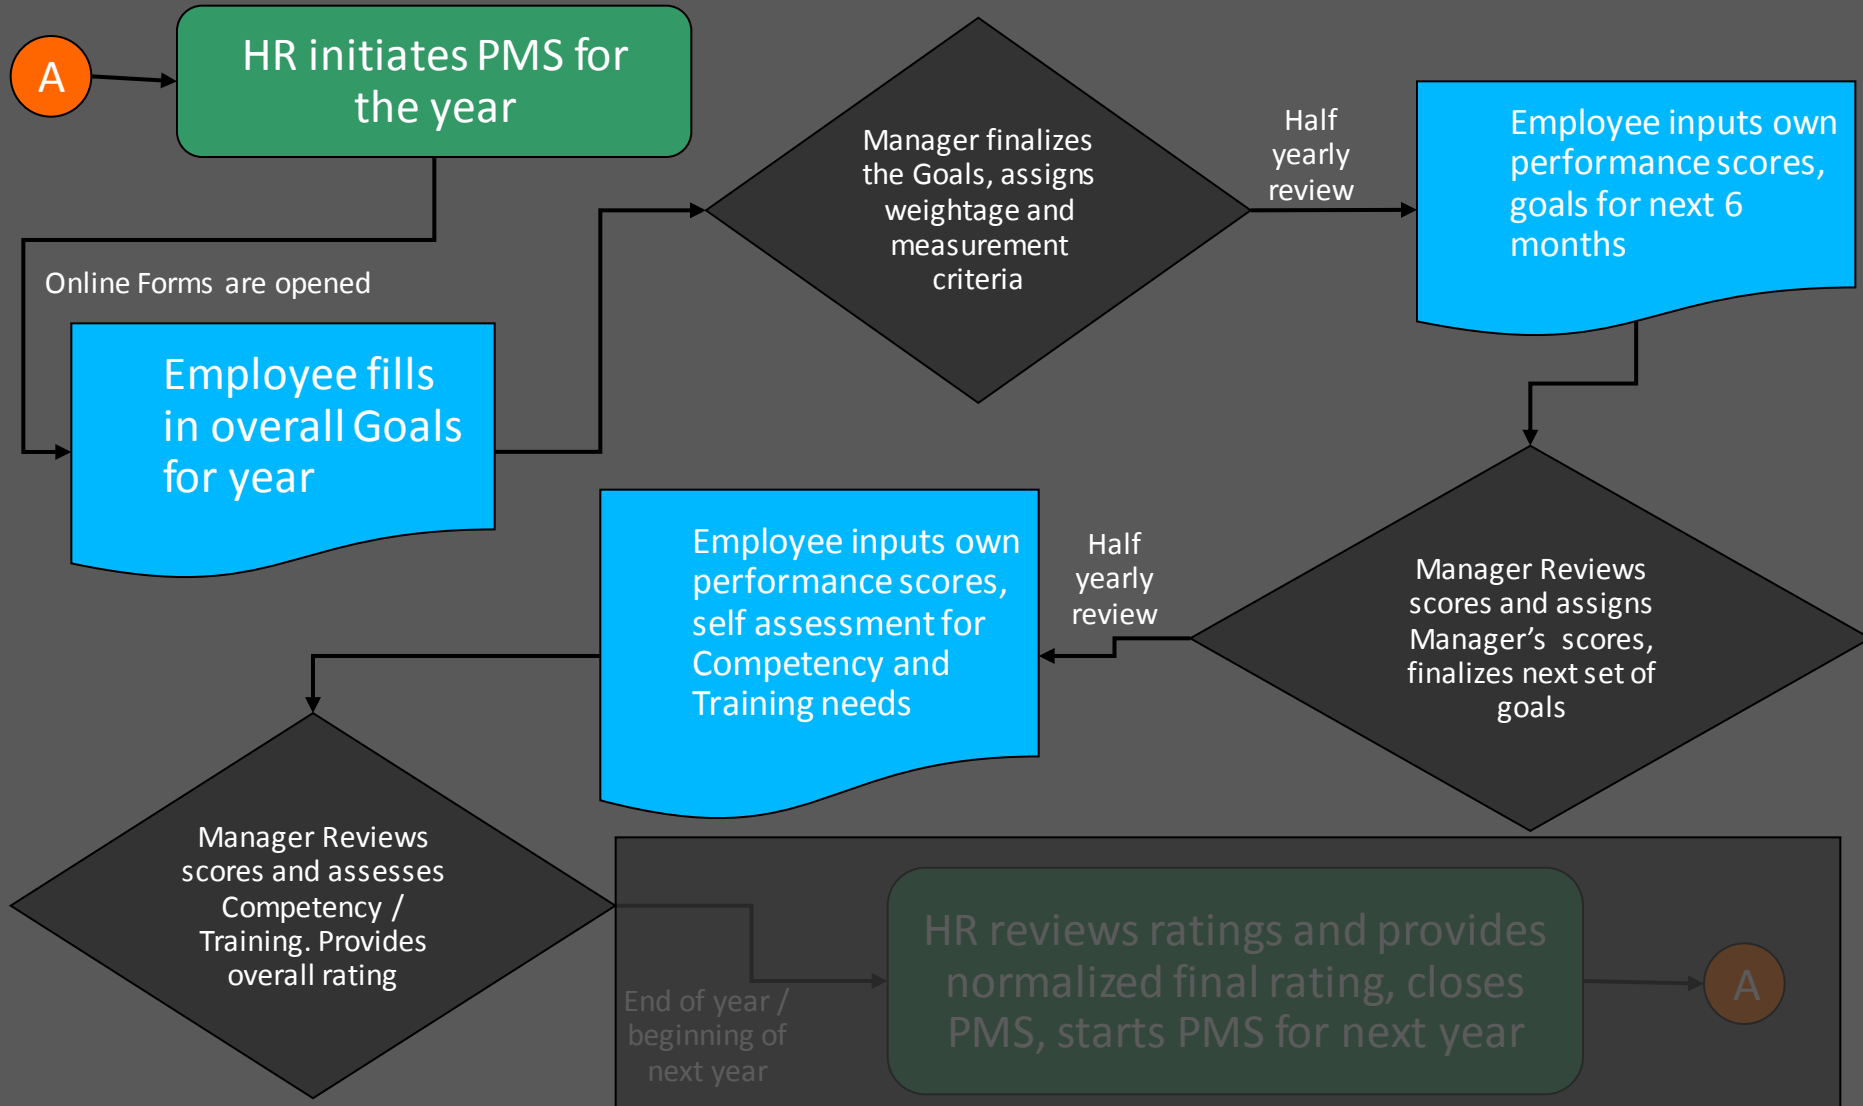 A
HR initiates PMS for
the year
Manager finalizes
the Goals, assigns
weightage and
measurement
criteria
Half
yearly
review
Employee inputs own
performance scores,
goals for next 6
months
Online Forms are opened
Employee fills
in overall Goals
for year
Employee inputs own
performance scores,
self assessment for
Competency and
Training needs
Half
yearly
review
Manager Reviews
scores and assigns
Manager’s scores,
finalizes next set of
goals
Manager Reviews
scores and assesses
Competency /
Training. Provides
overall rating
End of year /
beginning of
next year
HR reviews ratings and provides
normalized final rating, closes
PMS, starts PMS for next year
A